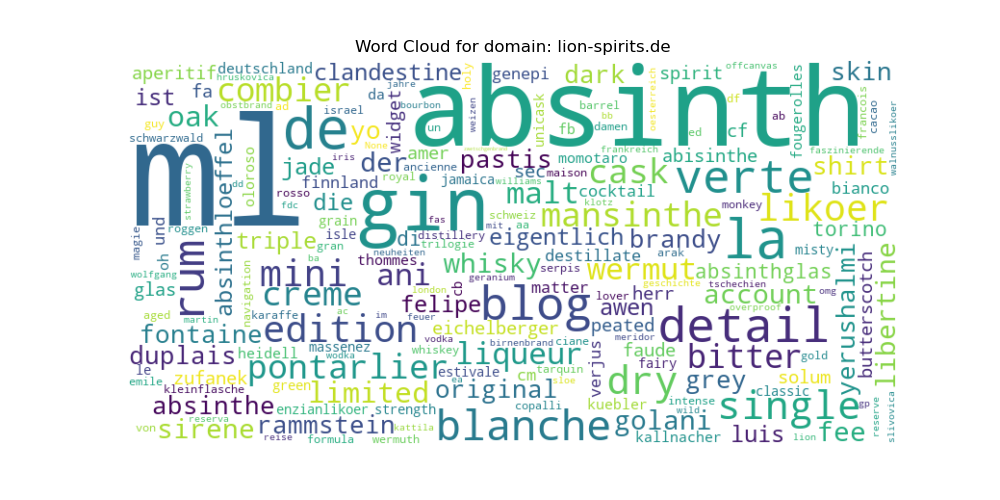 Word Cloud for domain: lion-spirits.de
aperitif
deutschland
hruskovica
clandestine
holy
genepi
dark
spirit
offcanvas
skin
ist
fa
combier
obstbrand
ad
israel
da
jahre
bourbon
widget
weizen
absinth
unicask
fb
barrel
bb
damen
oesterreich
ed
df
cf
ab
fougerolles
francois
cacao
walnusslikoer
oak
guy
None
de
yo
un
schwarzwald
ml
jade
iris
der
amer
ancienne
pastis
sec
maison
momotaro
frankreich
abisinthe
faszinierende
shirt
strawberry
oloroso
dd
finnland
royal
jamaica
williams
malt
cocktail
cask
verte
bianco
absinthloeffel
rosso
fdc
die
gin
klotz
monkey
likoer
roggen
grain
isle
fas
mit
schweiz
aa
mansinthe
torino
magie
oh und
triple
gran
di
distillery
trilogie
eigentlich
brandy
la
misty
rum
neuheiten
destillate
arak
wolfgang
navigation
ba
thommes
whisky
serpis
wermut
absinthglas
tschechien
mini
ani
geranium
geschichte
omg
yerushalmi
glas
creme
london
cb
matter
lover
herr
account
butterscotch
libertine
aged
martin
karaffe
ac
im
feuer
felipe
blog
awen
overproof
fontaine
edition
vodka
eichelberger
peated
detail
massenez
wodka
whiskey
birnenbrand
ciane
verjus
faude
meridor
gold
duplais
heidell
pontarlier
liqueur
fairy
bitter
le
emile
zufanek
estivale
tarquin
solum
kleinflasche
green
limited
ea
cm
original
sloe
dry
grey
classic
absinthe
enzianlikoer
strength
copalli
kuebler
intense
wild
single
gp
reserve
slivovica
reserva
von
sirene
rammstein
kattila
blanche
golani
reise
formula
wermuth
kallnacher
luis
lion
fee